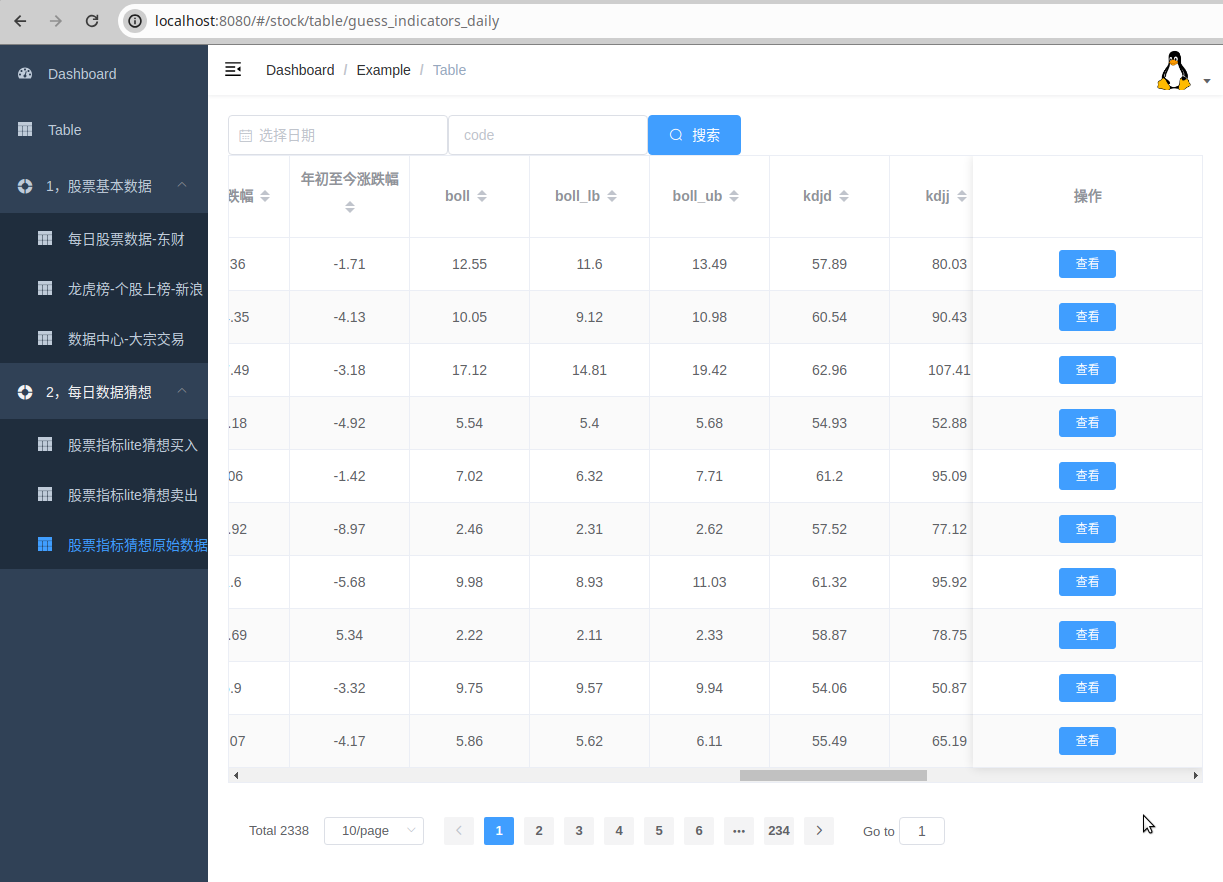 localhost:8080/#/stock/table/guess_indicators_daily
Dashboard
Table
1，股票基本数据
每日股票数据-东财
龙虎榜-个股上榜-新浪
数据中心-大宗交易
2，每日数据猜想
股票指标lite猜想买入
股票指标lite猜想卖出
股票指标猜想原始数据
Dashboard / Example / Table
选择日期 code 搜索
跌幅 年初至今涨跌幅 boll boll_lb boll_ub kdjd kdjj 操作
36 -1.71 12.55 11.6 13.49 57.89 80.03 查看
.35 -4.13 10.05 9.12 10.98 60.54 90.43 查看
.49 -3.18 17.12 14.81 19.42 62.96 107.41 查看
.18 -4.92 5.54 5.4 5.68 54.93 52.88 查看
06 -1.42 7.02 6.32 7.71 61.2 95.09 查看
.92 -8.97 2.46 2.31 2.62 57.52 77.12 查看
.6 -5.68 9.98 8.93 11.03 61.32 95.92 查看
.69 5.34 2.22 2.11 2.33 58.87 78.75 查看
.9 -3.32 9.75 9.57 9.94 54.06 50.87 查看
07 -4.17 5.86 5.62 6.11 55.49 65.19 查看
Total 2338 10/page 1 2 3 4 5 6 ••• 234 Go to 1